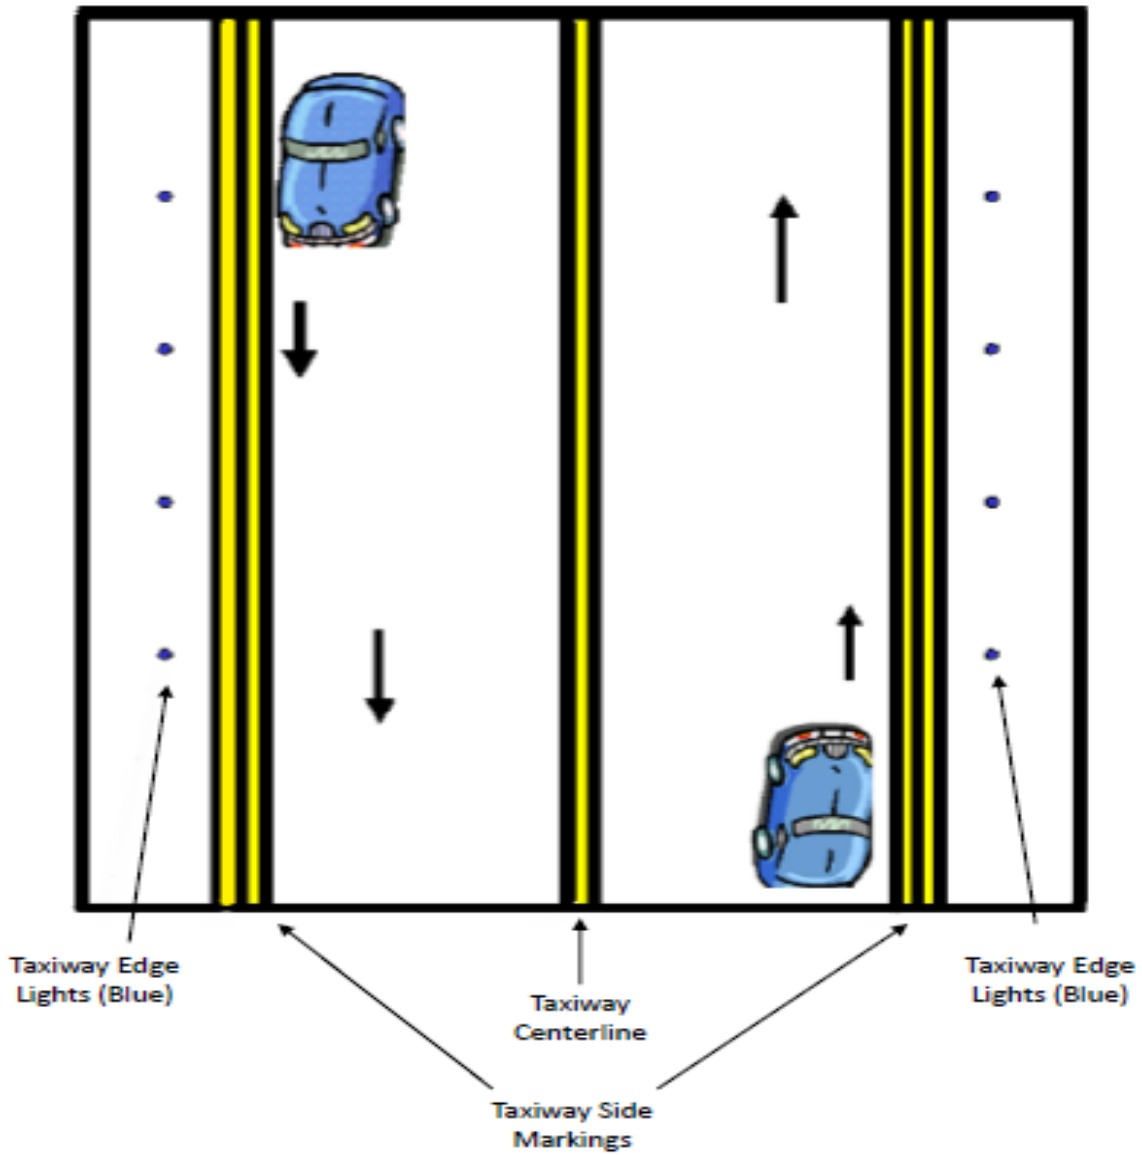 Taxiway Edge
Lights (Blue)
Taxiway
Centerline
Taxiway Edge
Lights (Blue)
Taxiway Side
Markings